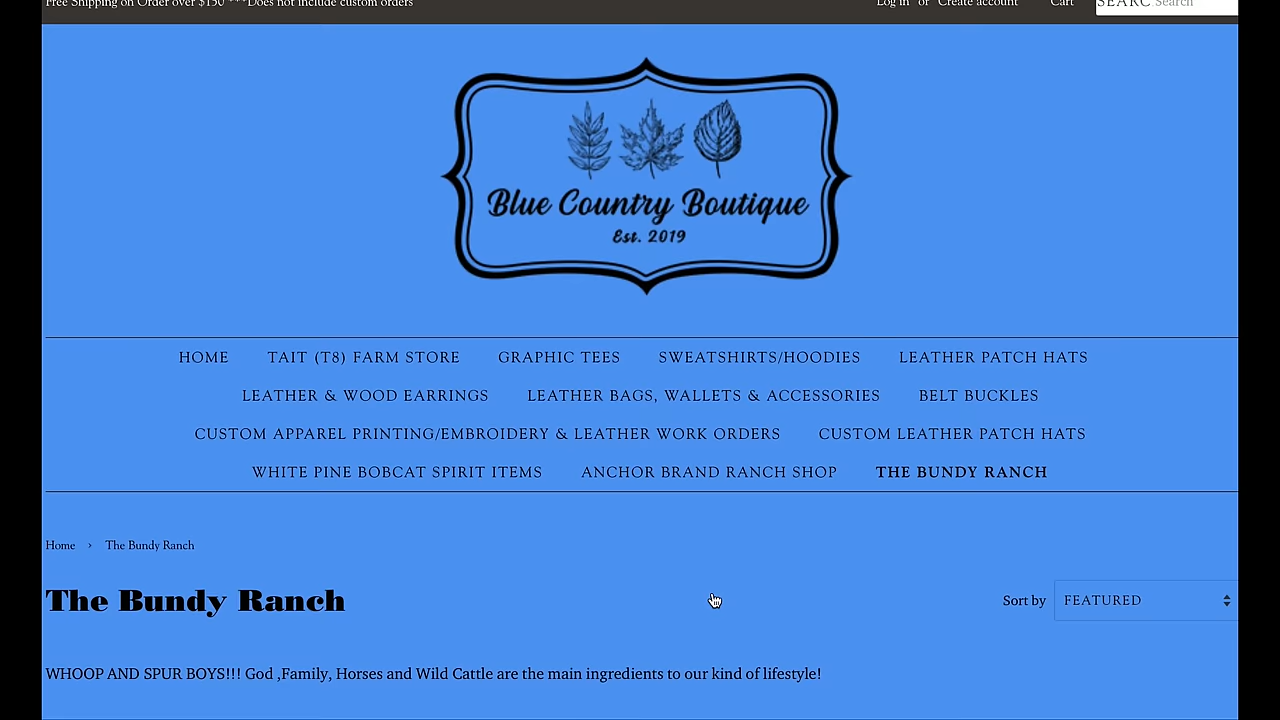 Free Shipping on Order over $150 ***Does not include custom orders
Log in or Create account Cart SEARC Search
Blue Country Boutique
Est. 2019
HOME TAIT (T8) FARM STORE GRAPHIC TEES SWEATSHIRTS/HOODIES LEATHER PATCH HATS
LEATHER & WOOD EARRINGS LEATHER BAGS, WALLETS & ACCESSORIES BELT BUCKLES
CUSTOM APPAREL PRINTING/EMBROIDERY & LEATHER WORK ORDERS CUSTOM LEATHER PATCH HATS
WHITE PINE BOBCAT SPIRIT ITEMS ANCHOR BRAND RANCH SHOP THE BUNDY RANCH
Home › The Bundy Ranch
The Bundy Ranch
Sort by FEATURED
WHOOP AND SPUR BOYS!!! God ,Family, Horses and Wild Cattle are the main ingredients to our kind of lifestyle!